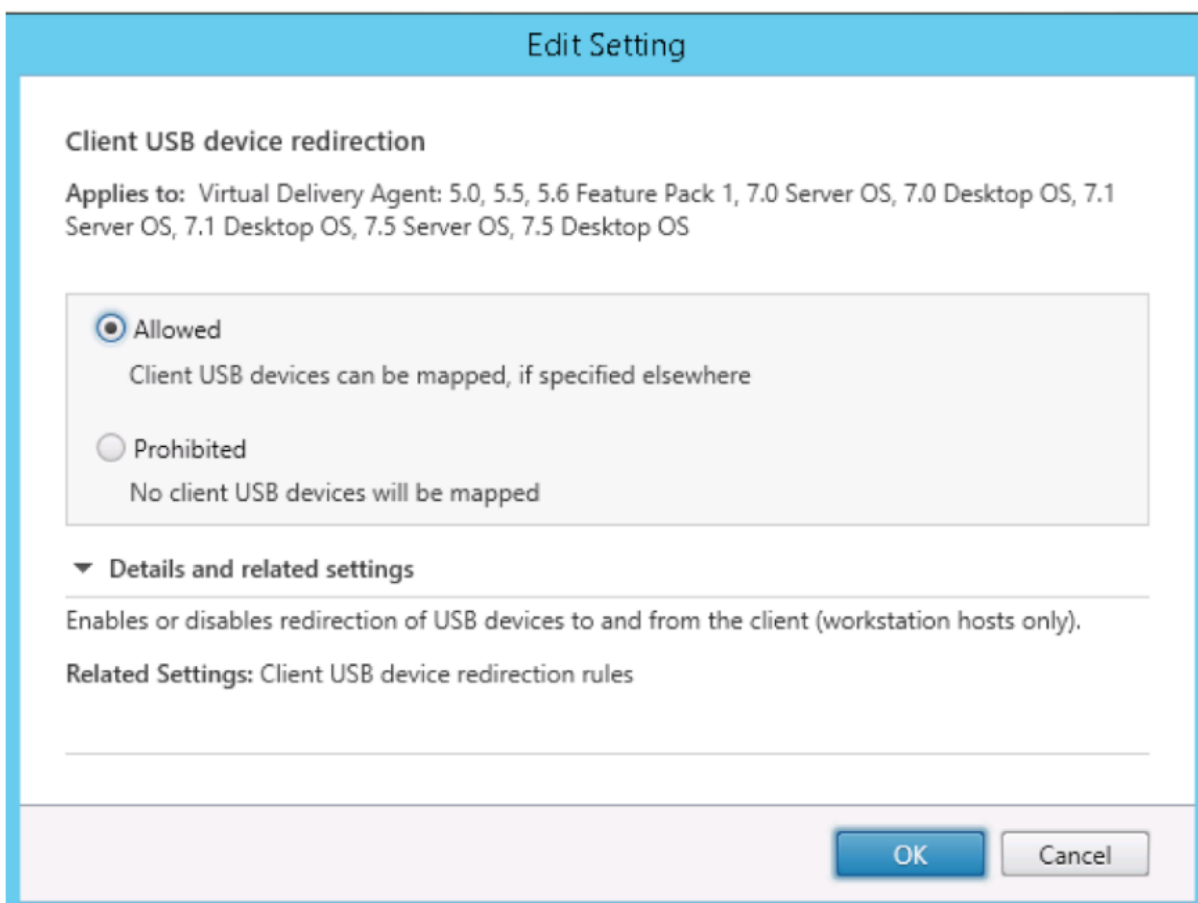 Edit Setting
Client USB device redirection
Applies to: Virtual Delivery Agent: 5.0, 5.5, 5.6 Feature Pack 1, 7.0 Server OS, 7.0 Desktop OS, 7.1
Server OS, 7.1 Desktop OS, 7.5 Server OS, 7.5 Desktop OS
Allowed
Client USB devices can be mapped, if specified elsewhere
Prohibited
No client USB devices will be mapped
Details and related settings
Enables or disables redirection of USB devices to and from the client (workstation hosts only).
Related Settings: Client USB device redirection rules
OK Cancel